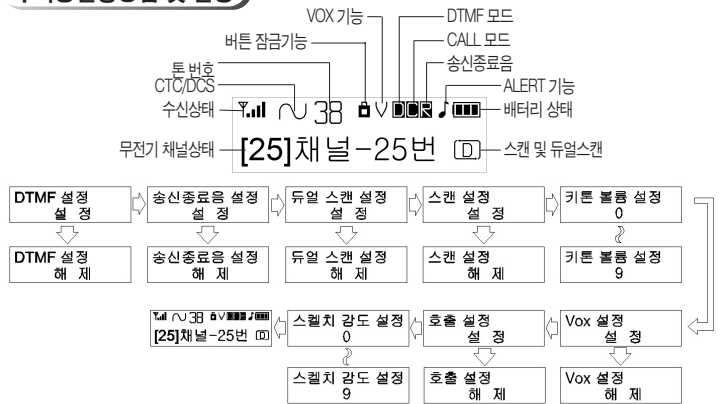 VOX 기능
DTMF 모드
버튼 잠금기능
CALL 모드
톤 번호
송신종료음
CTC/DCS
ALERT 기능
수신상태
38
V D C R
배터리 상태
무전기 채널상태
[25]채널-25번 D
스캔 및 듀얼스캔
DTMF 설정
설 정
송신종료음 설정
설 정
듀얼 스캔 설정
설 정
스캔 설정
설 정
키톤 볼륨 설정
0
DTMF 설정
해 제
송신종료음 설정
해 제
듀얼 스캔 설정
해 제
스캔 설정
해 제
키톤 볼륨 설정
9
38
[25]채널-25번 D
스켈치 감도 설정
0
호출 설정
설 정
Vox 설정
설 정
스켈치 감도 설정
9
호출 설정
해 제
Vox 설정
해 제